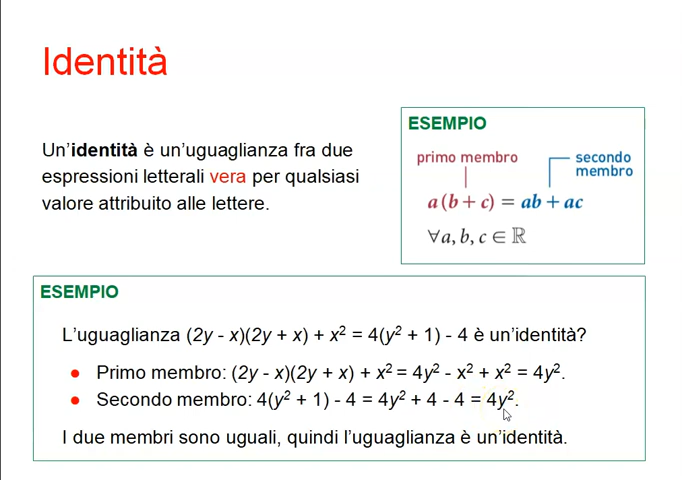 Identità
Un'identità è un'uguaglianza fra due
espressioni letterali vera per qualsiasi
valore attribuito alle lettere.
ESEMPIO
primo membro
secondo
membro
a(b + c) = ab + ac
∀a, b, c ∈ ℝ
ESEMPIO
L'uguaglianza (2y - x)(2y + x) + x² = 4(y² + 1) - 4 è un'identità?
● Primo membro: (2y - x)(2y + x) + x² = 4y² - x² + x² = 4y².
● Secondo membro: 4(y² + 1) - 4 = 4y² + 4 - 4 = 4y².
I due membri sono uguali, quindi l'uguaglianza è un'identità.